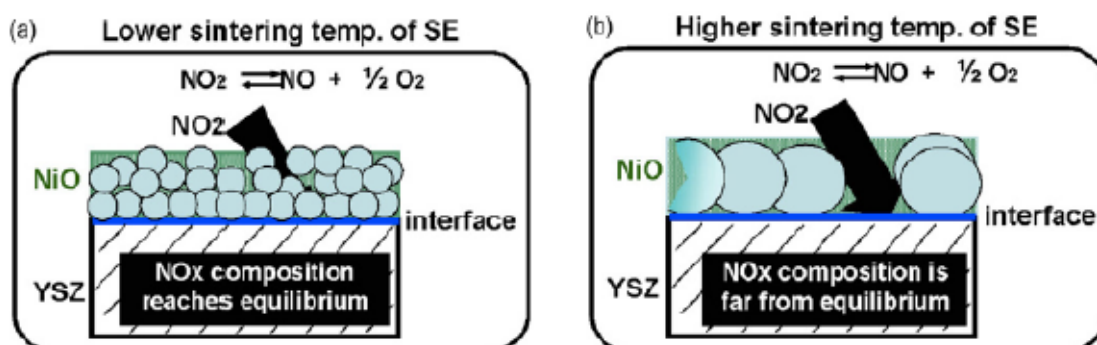 (a) Lower sintering temp. of SE
NO₂ ⇌ NO + ½ O₂
NO2
NiO
interface
YSZ
NOx composition
reaches equilibrium
(b) Higher sintering temp. of SE
NO₂ ⇌ NO + ½ O₂
NO2
NiO
interface
YSZ
NOx composition is
far from equilibrium